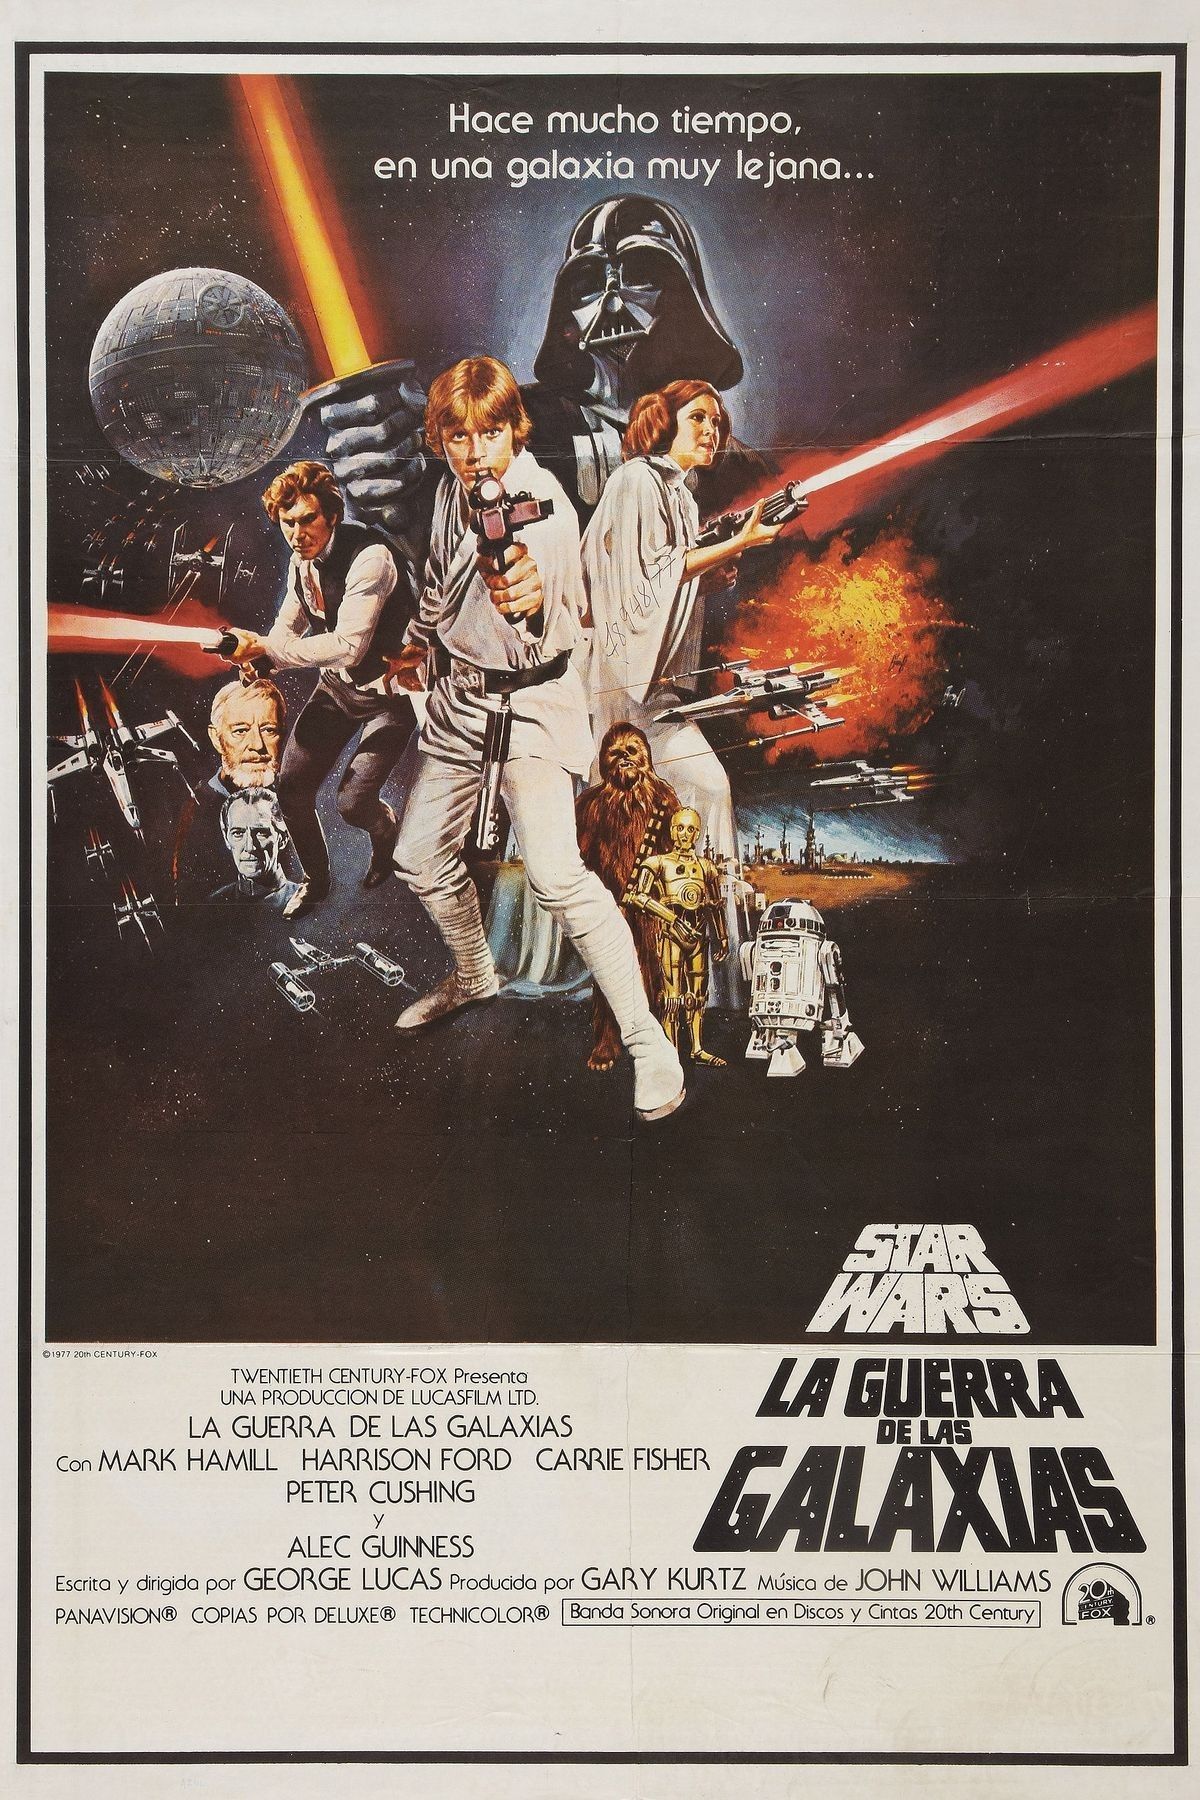 Hace mucho tiempo,
en una galaxia muy lejana...
18948/77
STAR
WARS
©1977 20th CENTURY-FOX
LA GUERRA
DE LAS
GALAXIAS
TWENTIETH CENTURY-FOX Presenta
UNA PRODUCCION DE LUCASFILM LTD.
LA GUERRA DE LAS GALAXIAS
Con MARK HAMILL HARRISON FORD CARRIE FISHER
PETER CUSHING
y
ALEC GUINNESS
Escrita y dirigida por GEORGE LUCAS Producida por GARY KURTZ Música de JOHN WILLIAMS
PANAVISION® COPIAS POR DELUXE® TECHNICOLOR® Banda Sonora Original en Discos y Cintas 20th Century
20th
CENTURY
FOX
®